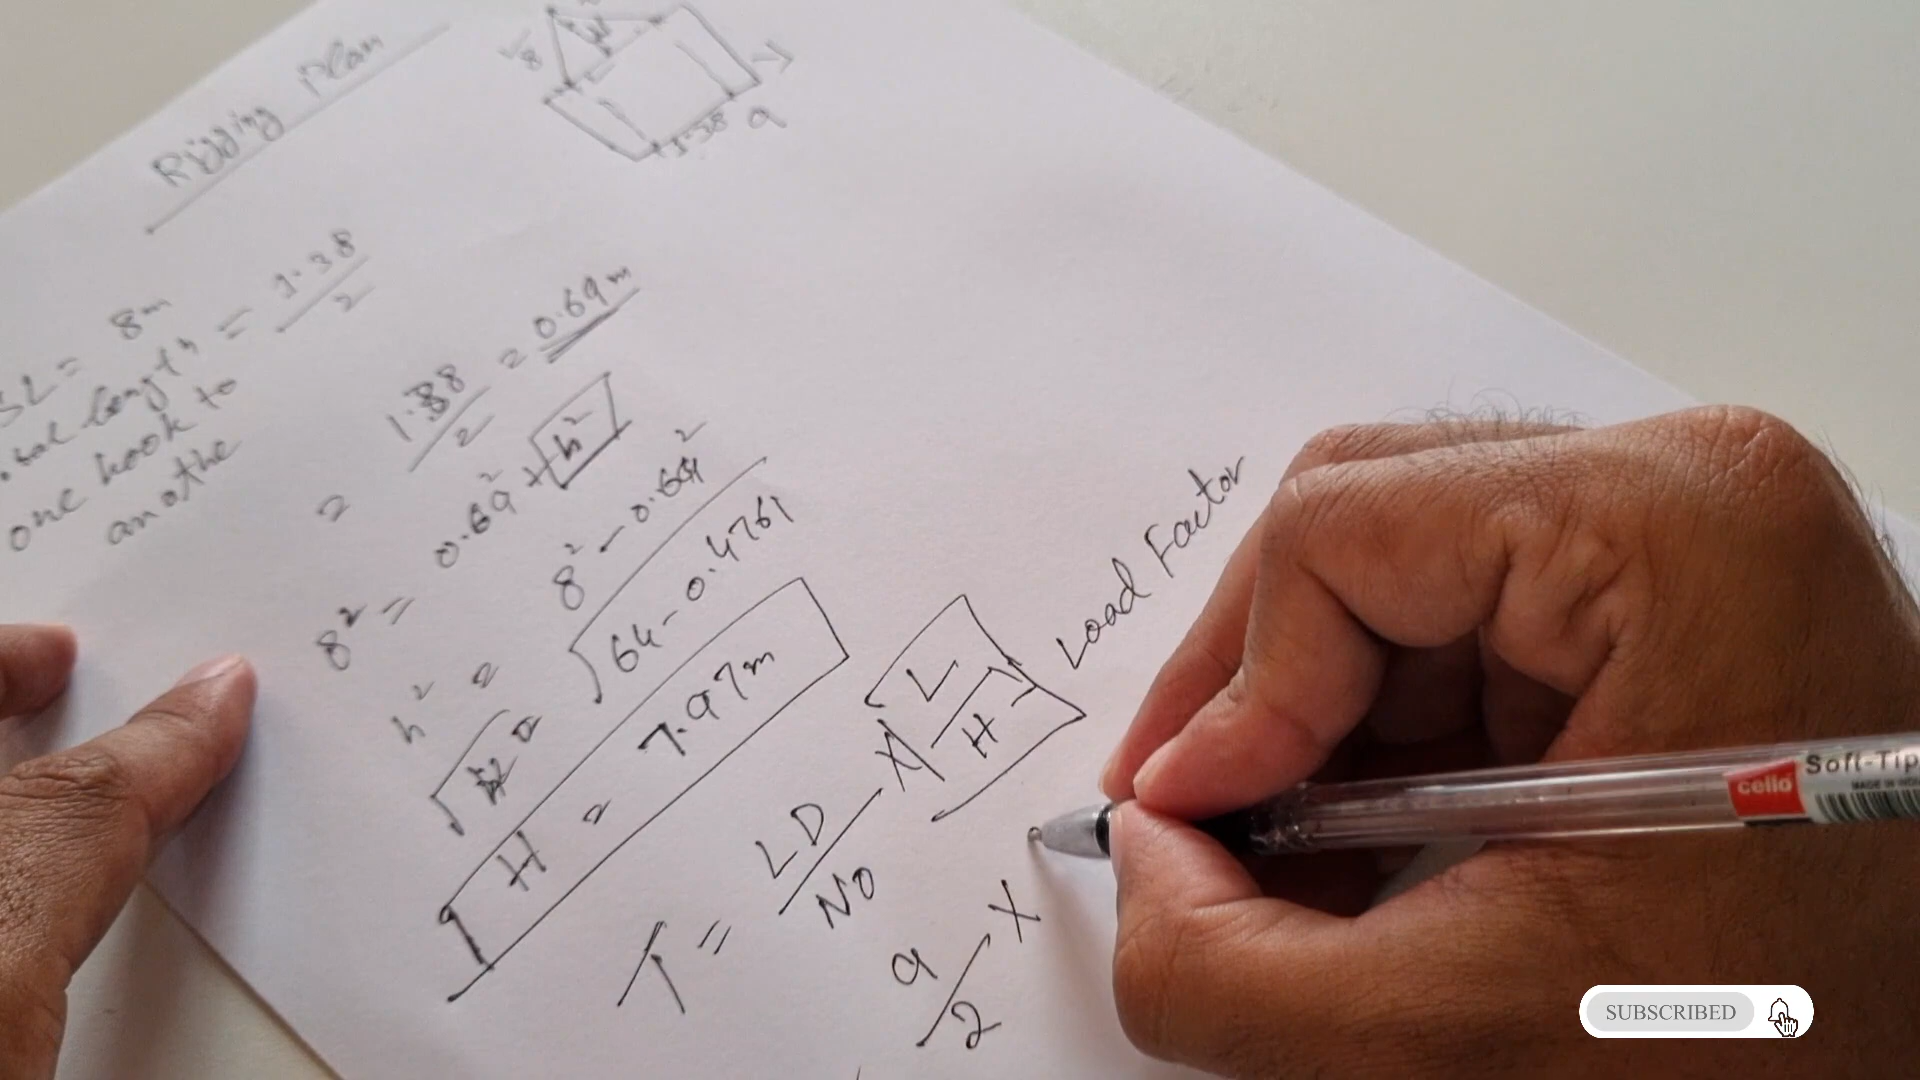 Rigging Plan
8
1.38
9
SL = 8m
total length = 1.38/2
one hook to
anothe
= 1.38/2 = 0.69m
8² = 0.69² + h²
h² = 8² - 0.69²
√64 - 0.4761
H = 7.97m
T = LD/No X L/H → Load Factor
9/2 X
cello
Soft-Tip
SUBSCRIBED